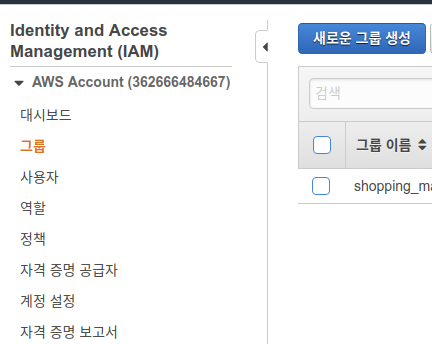 Identity and Access
Management (IAM)
AWS Account (362666484667)
대시보드
그룹
사용자
역할
정책
자격 증명 공급자
계정 설정
자격 증명 보고서
새로운 그룹 생성
검색
그룹 이름
shopping_ma